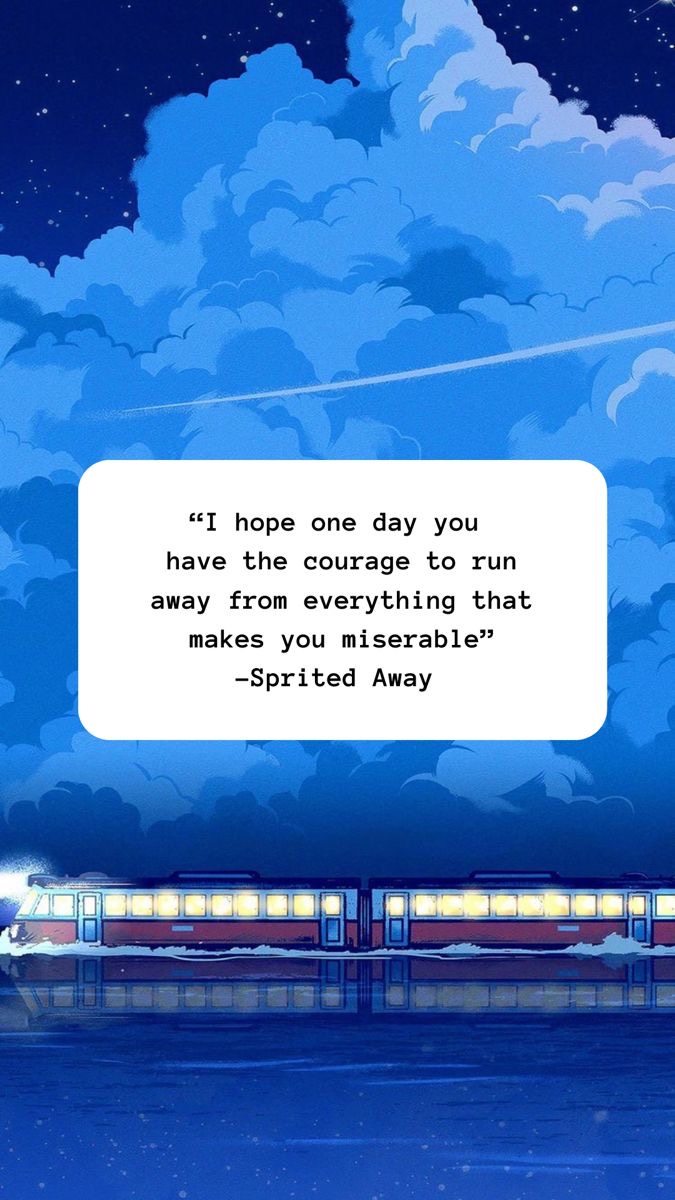 “I hope one day you
have the courage to run
away from everything that
makes you miserable”
–Sprited Away